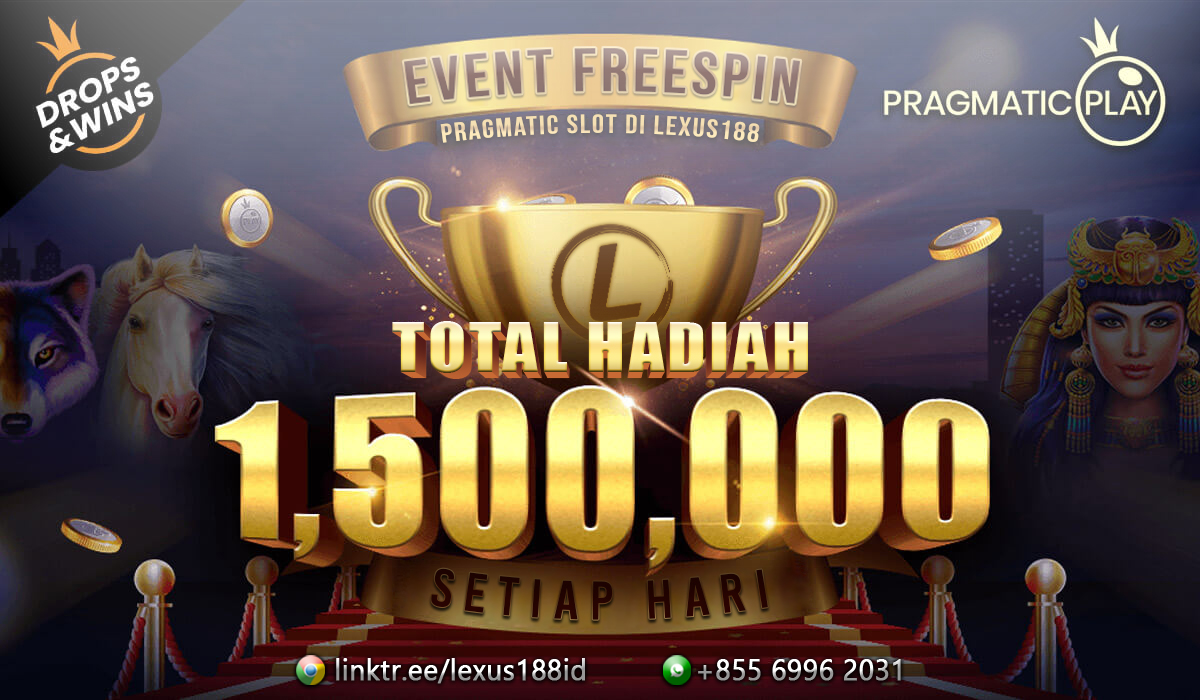 DROPS
&WINS
EVENT FREESPIN
PRAGMATIC SLOT DI LEXUS188
PRAGMATIC PLAY
L
TOTAL HADIAH
1,500,000
SETIAP HARI
linktr.ee/lexus188id
+855 6996 2031